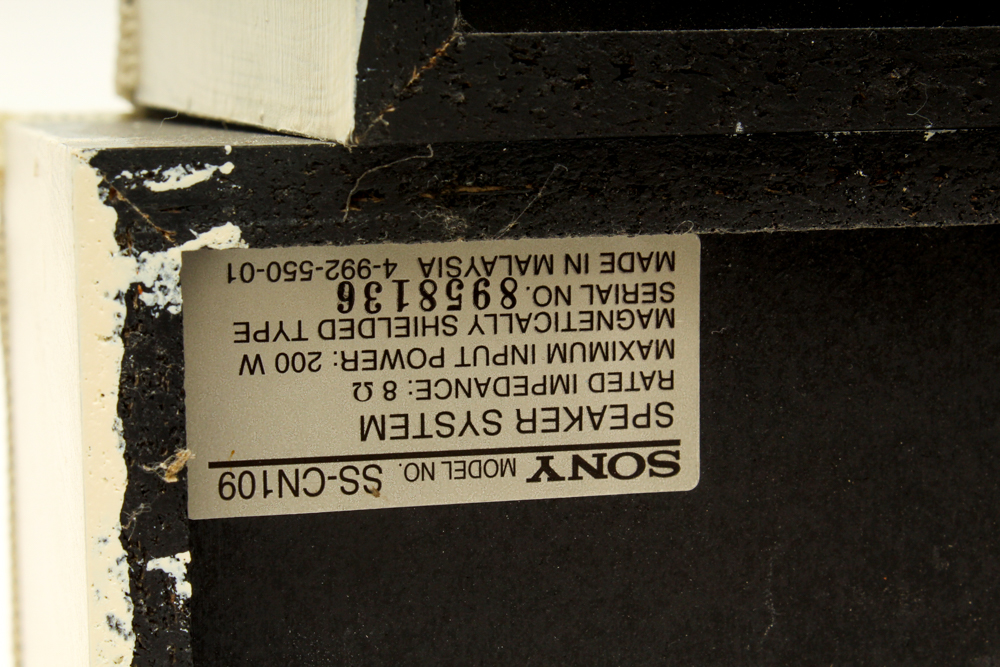 SONY MODEL NO. SS-CN109
SPEAKER SYSTEM
RATED IMPEDANCE: 8 Ω
MAXIMUM INPUT POWER: 200 W
MAGNETICALLY SHIELDED TYPE
SERIAL NO. 8958136
MADE IN MALAYSIA 4-992-550-01